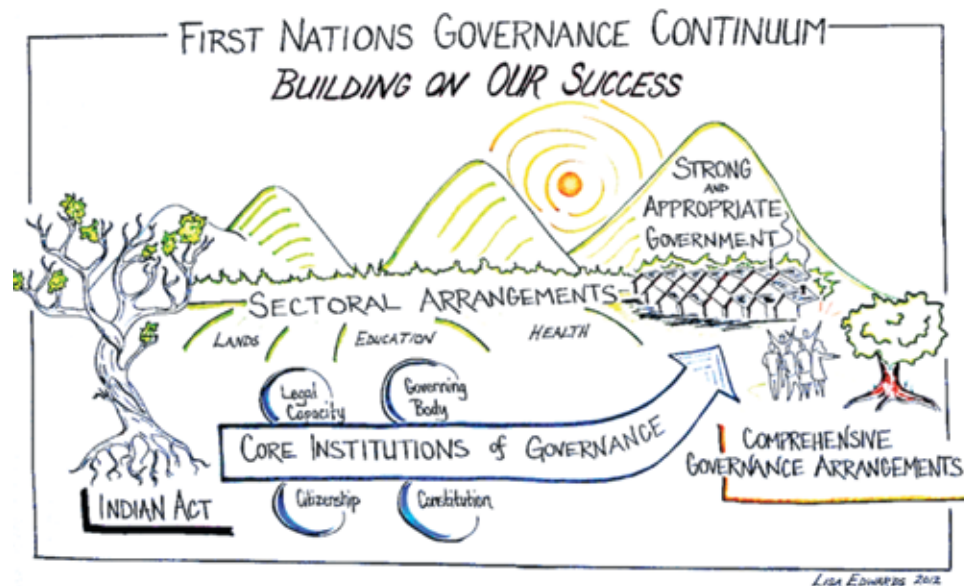 FIRST NATIONS GOVERNANCE CONTINUUM
BUILDING ON OUR SUCCESS
STRONG
AND
APPROPRIATE
GOVERNMENT
SECTORAL ARRANGEMENTS
LANDS
EDUCATION
HEALTH
Legal
Capacity
Governing
Body
CORE INSTITUTIONS of GOVERNANCE
Citizenship
Constitution
INDIAN ACT
COMPREHENSIVE
GOVERNANCE ARRANGEMENTS
LISA EDWARDS 2012